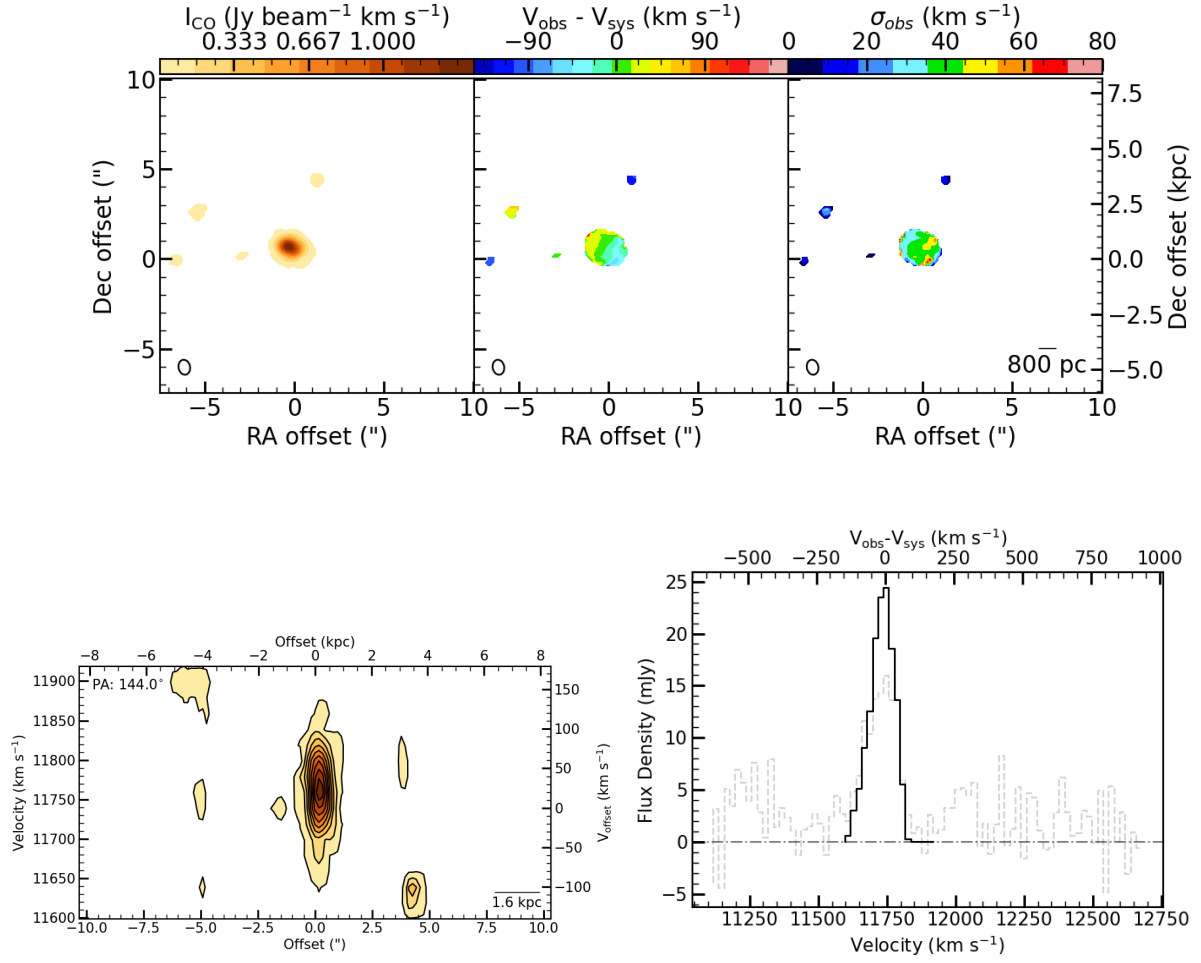 I_CO (Jy beam⁻¹ km s⁻¹) V_obs - V_sys (km s⁻¹) σ_obs (km s⁻¹)
0.333 0.667 1.000 −90 0 90 0 20 40 60 80
10 7.5
5 5.0
2.5
0 0.0
−2.5
−5 −5.0
800 pc
Dec offset (") Dec offset (kpc)
−5 0 5 10 −5 0 5 10 −5 0 5 10
RA offset (") RA offset (") RA offset (")
Offset (kpc)
−8 −6 −4 −2 0 2 4 6 8
PA: 144.0°
11900 150
11850 100
11800 50
11750 0
11700 −50
11650 −100
11600
1.6 kpc
Velocity (km s⁻¹) V_offset (km s⁻¹)
−10.0 −7.5 −5.0 −2.5 0.0 2.5 5.0 7.5 10.0
Offset (")
V_obs-V_sys (km s⁻¹)
−500 −250 0 250 500 750 1000
25
20
15
10
5
0
−5
Flux Density (mJy)
11250 11500 11750 12000 12250 12500 12750
Velocity (km s⁻¹)